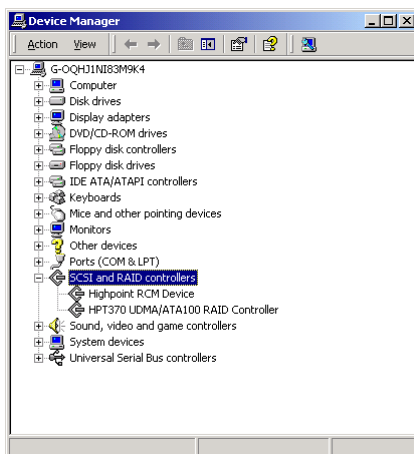 Device Manager
Action View
G-OQHJ1NI83M9K4
Computer
Disk drives
Display adapters
DVD/CD-ROM drives
Floppy disk controllers
Floppy disk drives
IDE ATA/ATAPI controllers
Keyboards
Mice and other pointing devices
Monitors
Other devices
Ports (COM & LPT)
SCSI and RAID controllers
Highpoint RCM Device
HPT370 UDMA/ATA100 RAID Controller
Sound, video and game controllers
System devices
Universal Serial Bus controllers